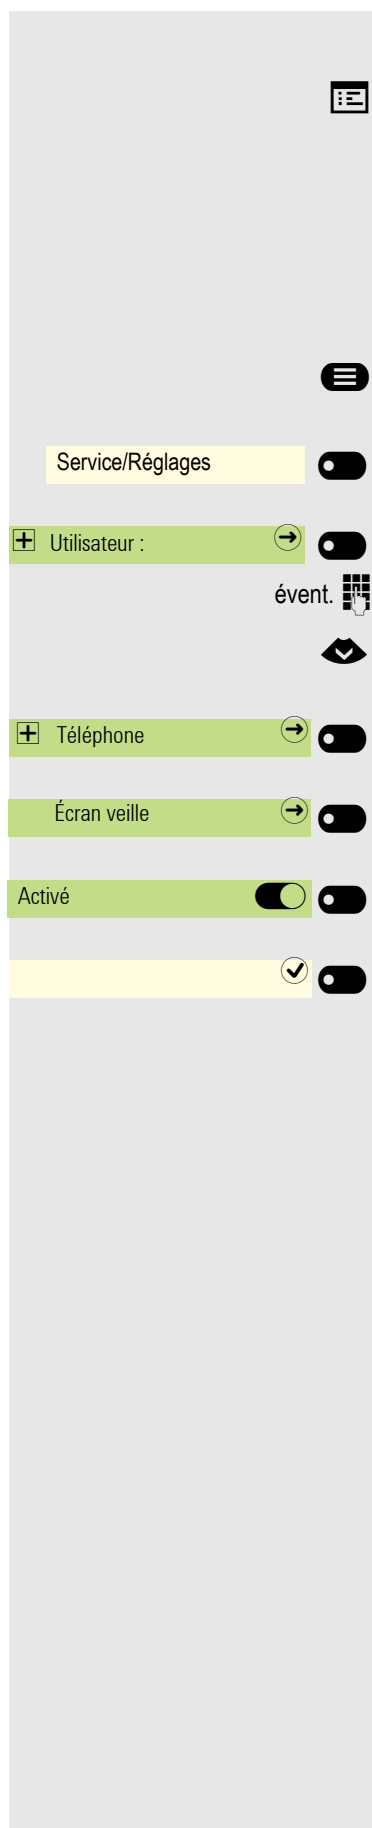 Service/Réglages
Utilisateur :
évent.
Téléphone
Écran veille
Activé